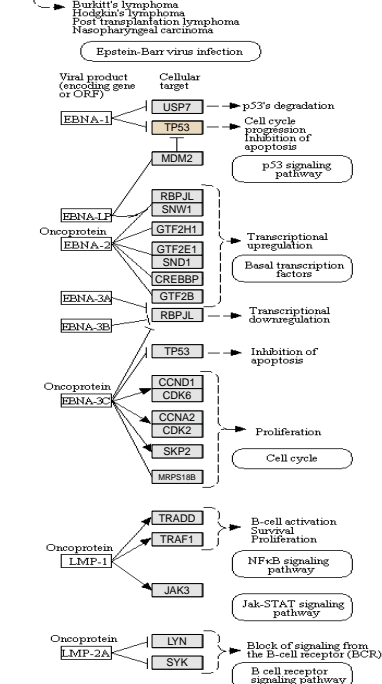 Burkitt's lymphoma
Hodgkin's lymphoma
Post transplantation lymphoma
Nasopharyngeal carcinoma
Epstein-Barr virus infection
Viral product
(encoding gene
or ORF)
Cellular
target
EBNA-1
USP7
p53's degradation
TP53
Cell cycle
progression
Inhibition of
apoptosis
MDM2
p53 signaling
pathway
EBNA-LP
RBPJL
SNW1
Oncoprotein
EBNA-2
GTF2H1
GTF2E1
SND1
CREBBP
GTF2B
Transcriptional
upregulation
Basal transcription
factors
EBNA-3A
EBNA-3B
RBPJL
Transcriptional
downregulation
TP53
Inhibition of
apoptosis
Oncoprotein
EBNA-3C
CCND1
CDK6
CCNA2
CDK2
SKP2
MRPS18B
Proliferation
Cell cycle
Oncoprotein
LMP-1
TRADD
TRAF1
JAK3
B-cell activation
Survival
Proliferation
NFκB signaling
pathway
Jak-STAT signaling
pathway
Oncoprotein
LMP-2A
LYN
SYK
Block of signaling from
the B-cell receptor (BCR)
B cell receptor
signaling pathway